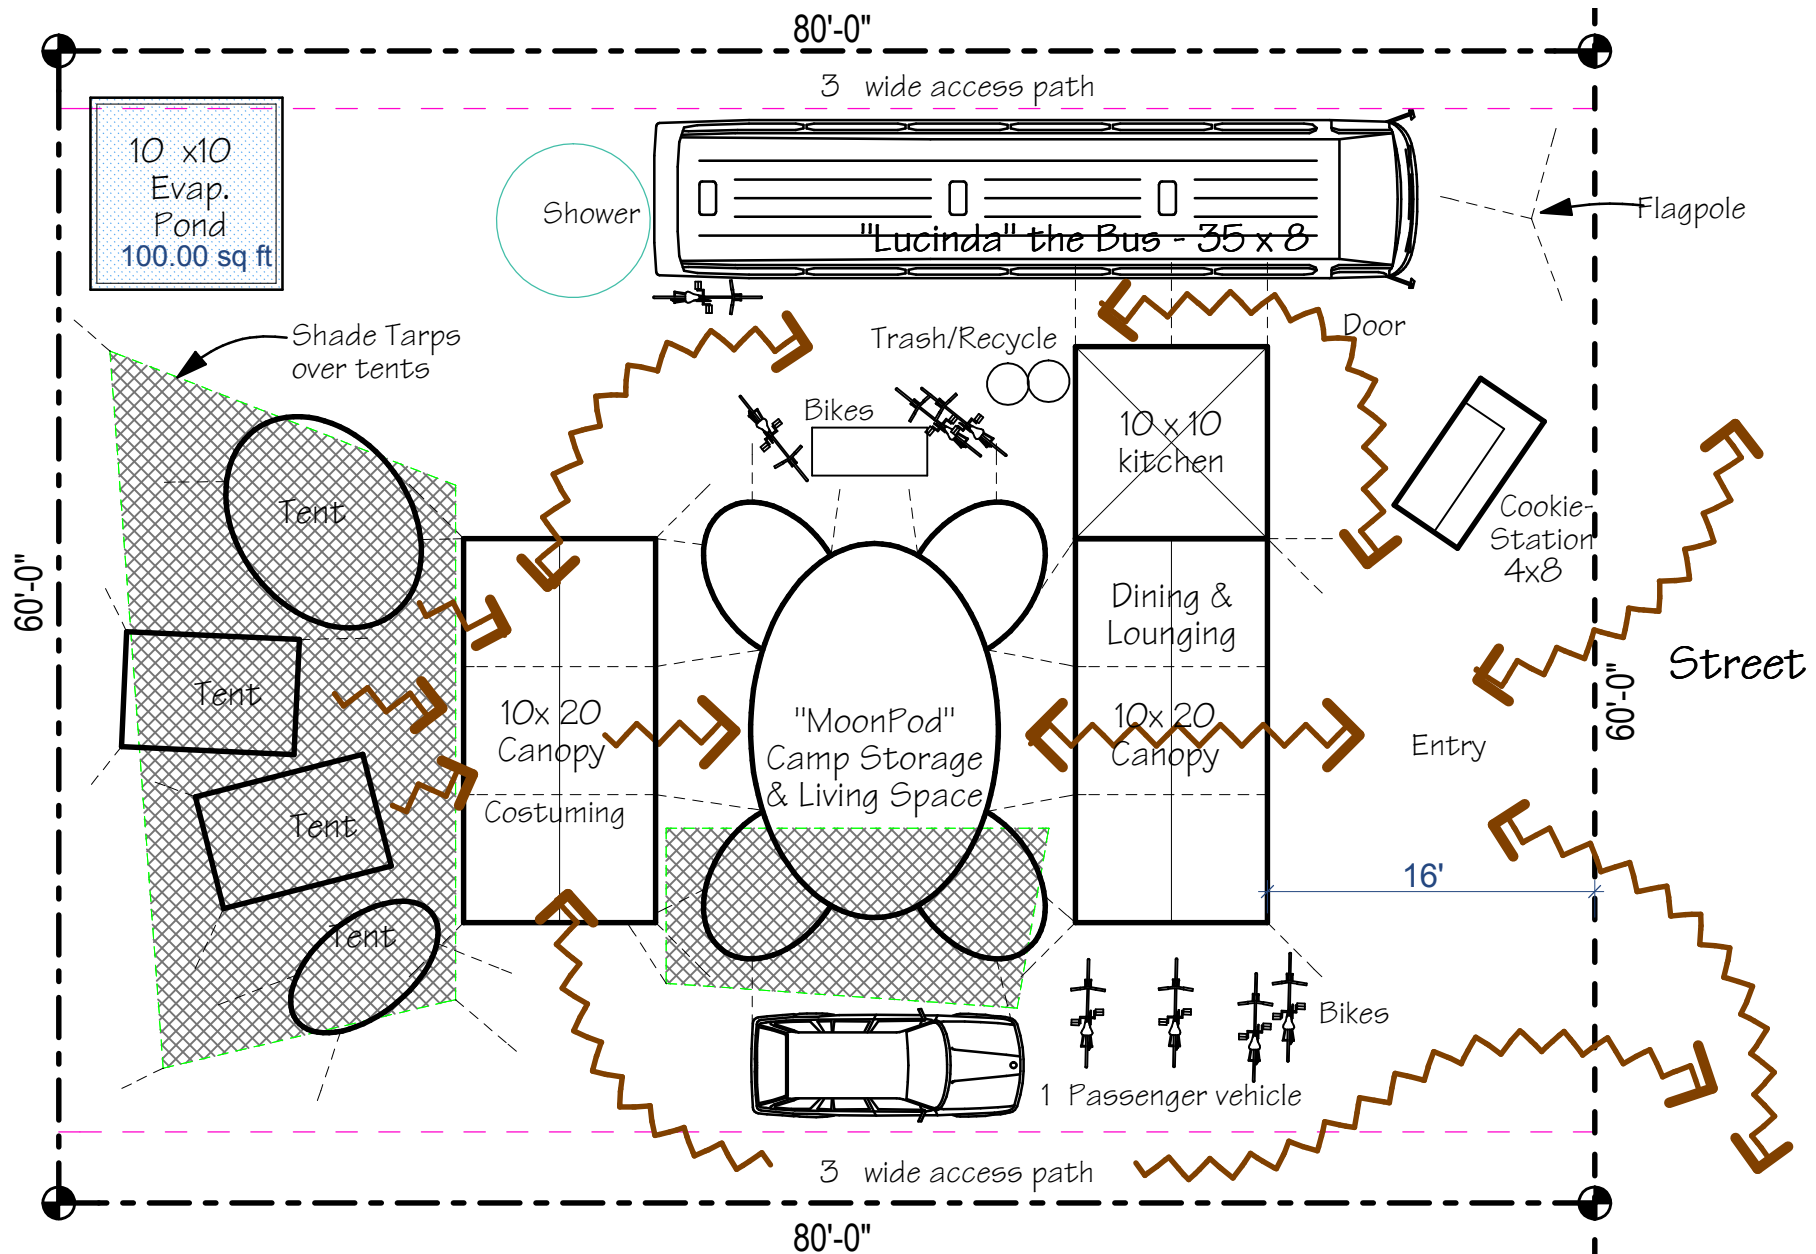 80'-0"
3 wide access path
10 x10
Evap.
Pond
100.00 sq ft
Shower
"Lucinda" the Bus - 35 x 8
Flagpole
Shade Tarps
over tents
Trash/Recycle
Door
Bikes
10 x 10
kitchen
Cookie-
Station
4x8
Tent
Dining &
Lounging
60'-0"
Tent
10x 20
Canopy
Costuming
"MoonPod"
Camp Storage
& Living Space
10x 20
Canopy
Entry
Street
60'-0"
Tent
16'
Tent
Bikes
1 Passenger vehicle
3 wide access path
80'-0"